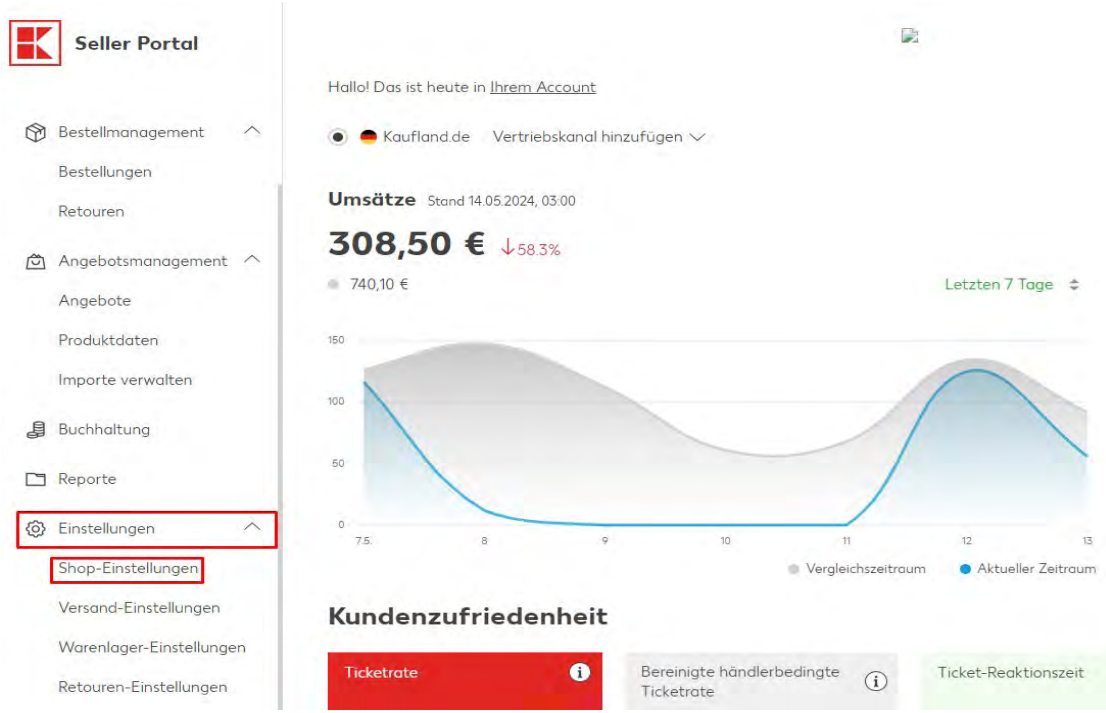 Seller Portal
Bestellmanagement
Bestellungen
Retouren
Angebotsmanagement
Angebote
Produktdaten
Importe verwalten
Buchhaltung
Reporte
Einstellungen
Shop-Einstellungen
Versand-Einstellungen
Warenlager-Einstellungen
Retouren-Einstellungen
Hallo! Das ist heute in Ihrem Account
Kaufland.de Vertriebskanal hinzufügen
Umsätze Stand 14.05.2024, 03:00
308,50 € ↓58.3%
740,10 €
Letzten 7 Tage
150
100
50
0
7.5. 8 9 10 11 12 13
Vergleichszeitraum Aktueller Zeitraum
Kundenzufriedenheit
Ticketrate i
Bereinigte händlerbedingte
Ticketrate i
Ticket-Reaktionszeit